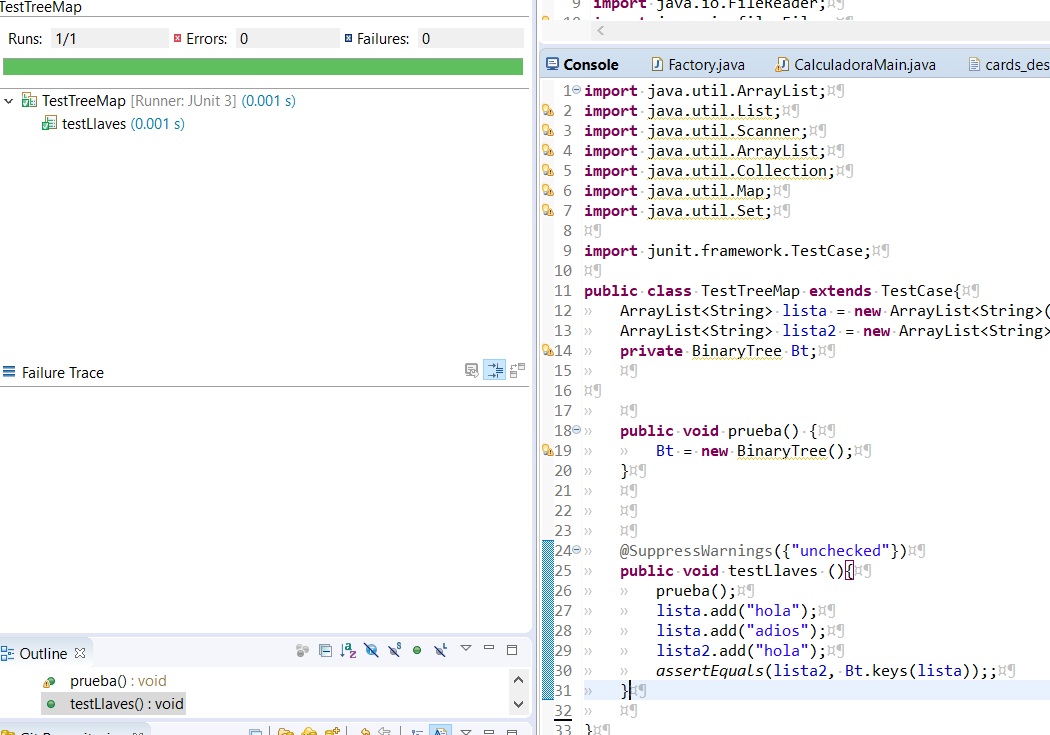 TestTreeMap
Runs: 1/1 Errors: 0 Failures: 0
TestTreeMap [Runner: JUnit 3] (0.001 s)
testLlaves (0.001 s)
Failure Trace
Outline
prueba() : void
testLlaves() : void
9 import java.io.FileReader;
Console Factory.java CalculadoraMain.java cards_des
1 import java.util.ArrayList;
2 import java.util.List;
3 import java.util.Scanner;
4 import java.util.ArrayList;
5 import java.util.Collection;
6 import java.util.Map;
7 import java.util.Set;
8
9 import junit.framework.TestCase;
10
11 public class TestTreeMap extends TestCase{
12 ArrayList<String> lista = new ArrayList<String>(
13 ArrayList<String> lista2 = new ArrayList<String>
14 private BinaryTree Bt;
15
16
17
18 public void prueba() {
19 Bt = new BinaryTree();
20 }
21
22
23
24 @SuppressWarnings({"unchecked"})
25 public void testLlaves (){
26 prueba();
27 lista.add("hola");
28 lista.add("adios");
29 lista2.add("hola");
30 assertEquals(lista2, Bt.keys(lista));;
31 }
32
33 }